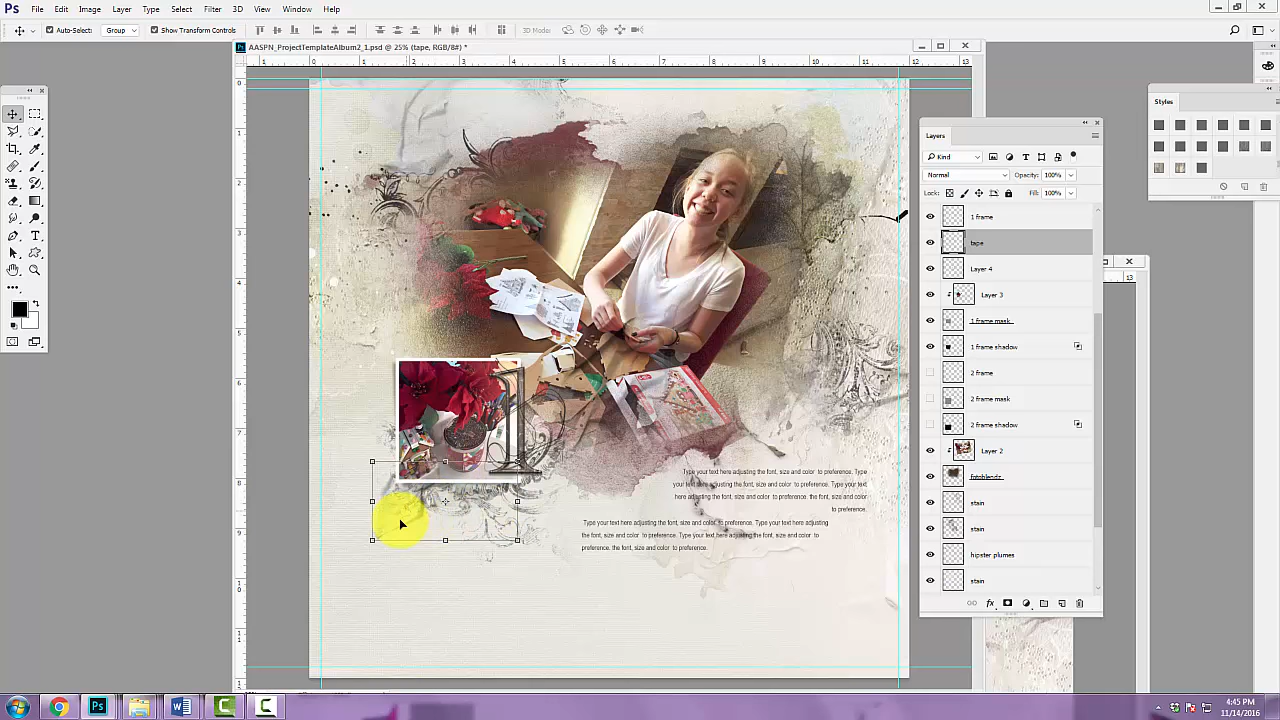 Ps File Edit Image Layer Type Select Filter 3D View Window Help
Auto-Select: Group Show Transform Controls 3D Mode:
AASPN_ProjectTemplateAlbum2_1.psd @ 25% (tape, RGB/8#) *
Styles
Layers
Kind
Normal Opacity: 100%
Lock: Fill: 100%
1 frame
tape
Layer 4
Layer 3
1 frame mask
1 frame shado
2 frame
2 frame mas
2 frame shado
Layer 2
fotoblendz
stain
stain
hipster plumes
stain
Type your text here adjusting the font, size and color to preference. Type
your text here adjusting the font, size and color to preference. Type your text
here adjusting the font, size and color to preference. the font, size and color
to preference.
Type your text here adjusting the font, size and color to preference. Type your text here adjusting
the font, size and color to preference. Type your text here adjusting the font, size and color to
preference. the font, size and color to preference.
4:45 PM
11/14/2016